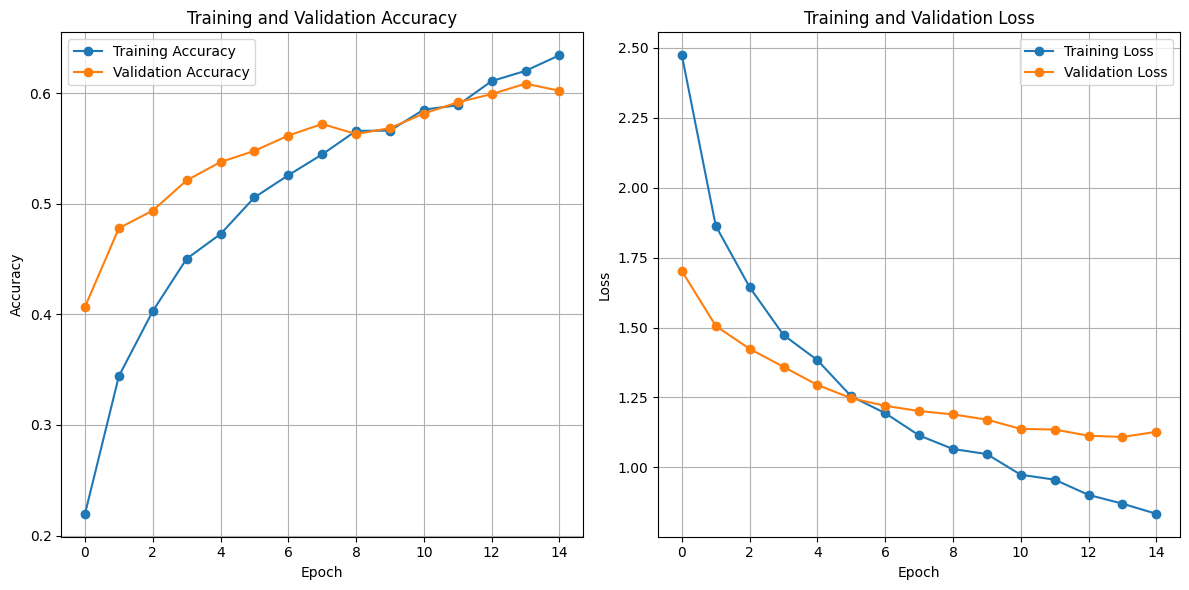 Training and Validation Accuracy
Training Accuracy
Validation Accuracy
Accuracy
0.6
0.5
0.4
0.3
0.2
0 2 4 6 8 10 12 14
Epoch
Training and Validation Loss
Training Loss
Validation Loss
Loss
2.50
2.25
2.00
1.75
1.50
1.25
1.00
0 2 4 6 8 10 12 14
Epoch